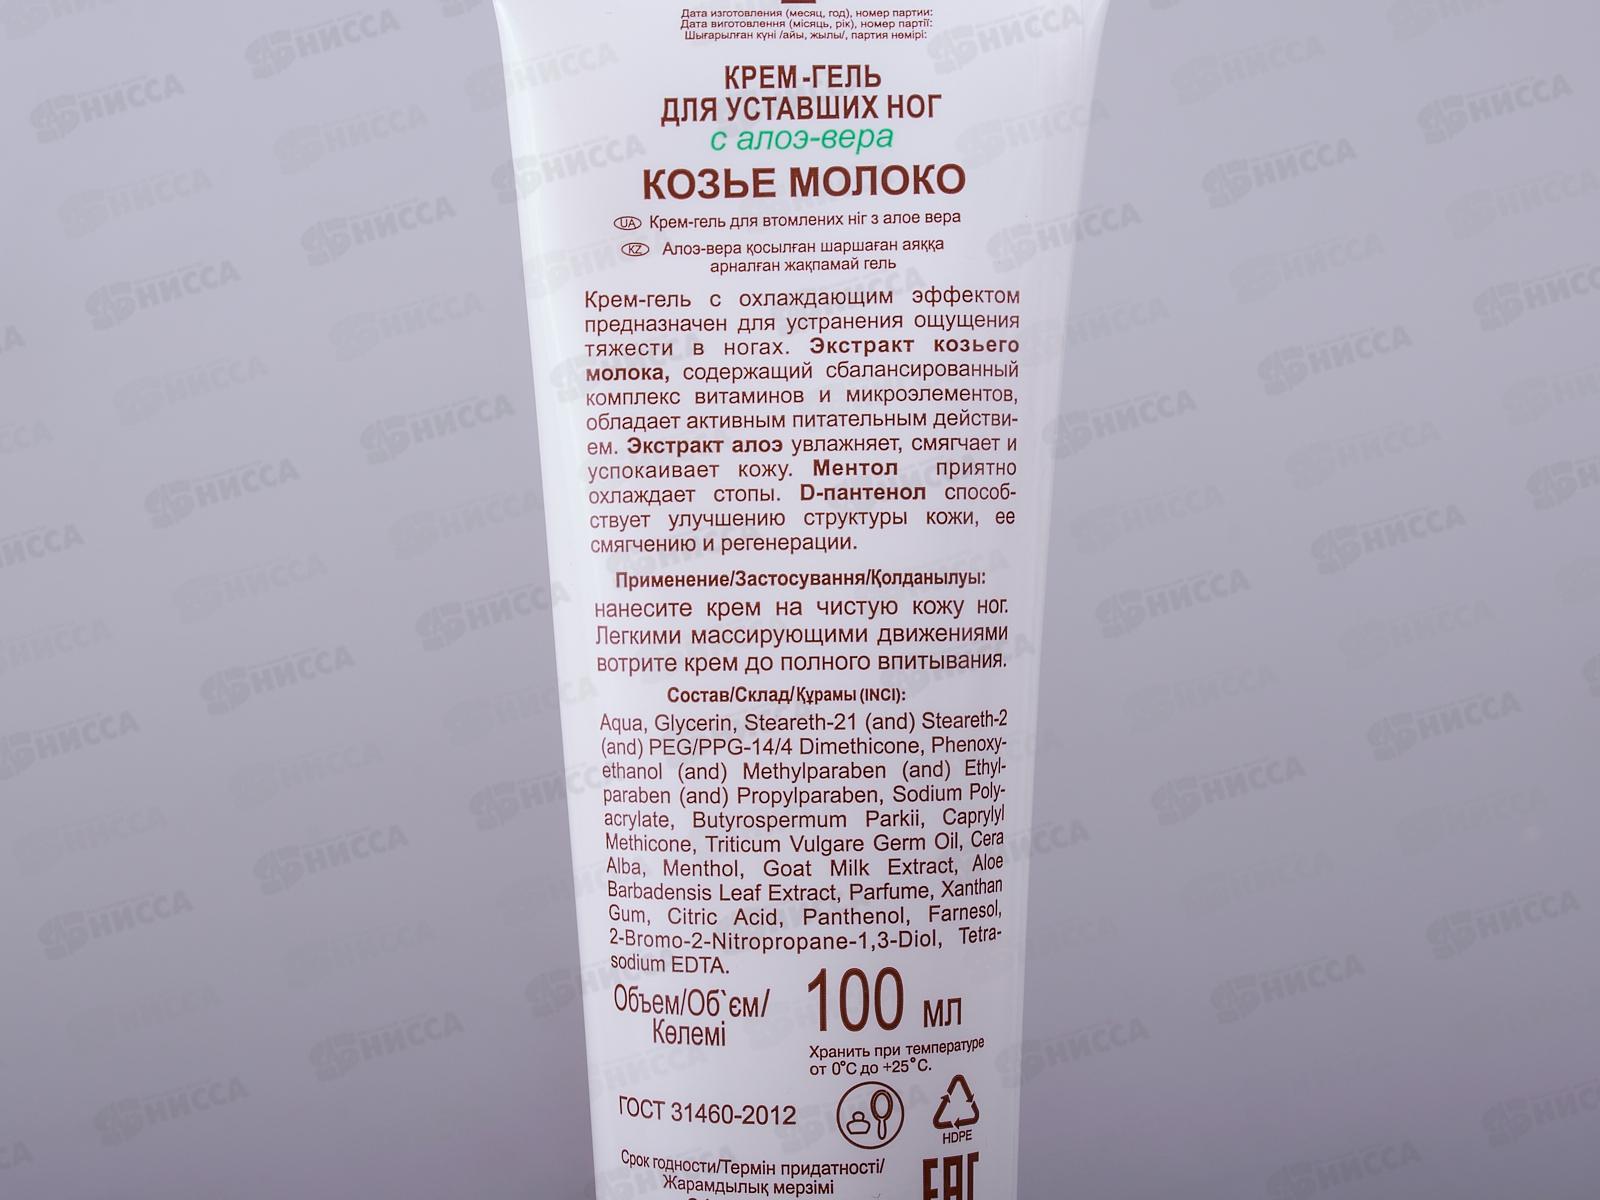 Дата изготовления (месяц, год), номер партии:
Дата виготовлення (місяць, рік), номер партії:
Шығарылған күні /айы, жылы/, партия нөмірі:
КРЕМ-ГЕЛЬ
ДЛЯ УСТАВШИХ НОГ
с алоэ-вера
КОЗЬЕ МОЛОКО
UA Крем-гель для втомлених ніг з алое вера
KZ Алоэ-вера қосылған шаршаған аяққа
арналған жақпамай гель
Крем-гель с охлаждающим эффектом
предназначен для устранения ощущения
тяжести в ногах. Экстракт козьего
молока, содержащий сбалансированный
комплекс витаминов и микроэлементов,
обладает активным питательным действи-
ем. Экстракт алоэ увлажняет, смягчает и
успокаивает кожу. Ментол приятно
охлаждает стопы. D-пантенол способ-
ствует улучшению структуры кожи, ее
смягчению и регенерации.
Применение/Застосування/Қолданылуы:
нанесите крем на чистую кожу ног.
Легкими массирующими движениями
вотрите крем до полного впитывания.
Состав/Склад/Құрамы (INCI):
Aqua, Glycerin, Steareth-21 (and) Steareth-2
(and) PEG/PPG-14/4 Dimethicone, Phenoxy-
ethanol (and) Methylparaben (and) Ethyl-
paraben (and) Propylparaben, Sodium Poly-
acrylate, Butyrospermum Parkii, Caprylyl
Methicone, Triticum Vulgare Germ Oil, Cera
Alba, Menthol, Goat Milk Extract, Aloe
Barbadensis Leaf Extract, Parfume, Xanthan
Gum, Citric Acid, Panthenol, Farnesol,
2-Bromo-2-Nitropropane-1,3-Diol, Tetra-
sodium EDTA.
Объем/Об`єм/
Көлемі
100 мл
Хранить при температуре
от 0°С до +25°С.
ГОСТ 31460-2012
HDPE
Срок годности/Термін придатності/
Жарамдылық мерзімі
EAC
НИССА